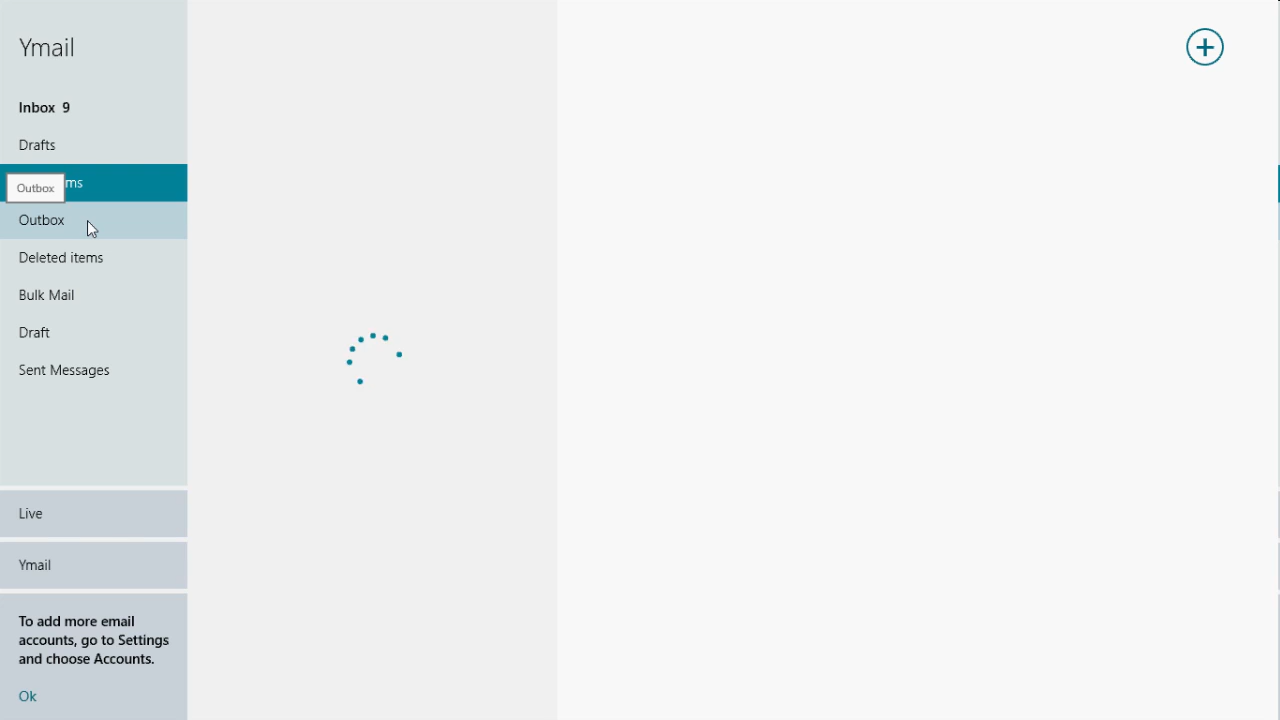 Ymail
Inbox 9
Drafts
ms
Outbox
Outbox
Deleted items
Bulk Mail
Draft
Sent Messages
Live
Ymail
To add more email
accounts, go to Settings
and choose Accounts.
Ok